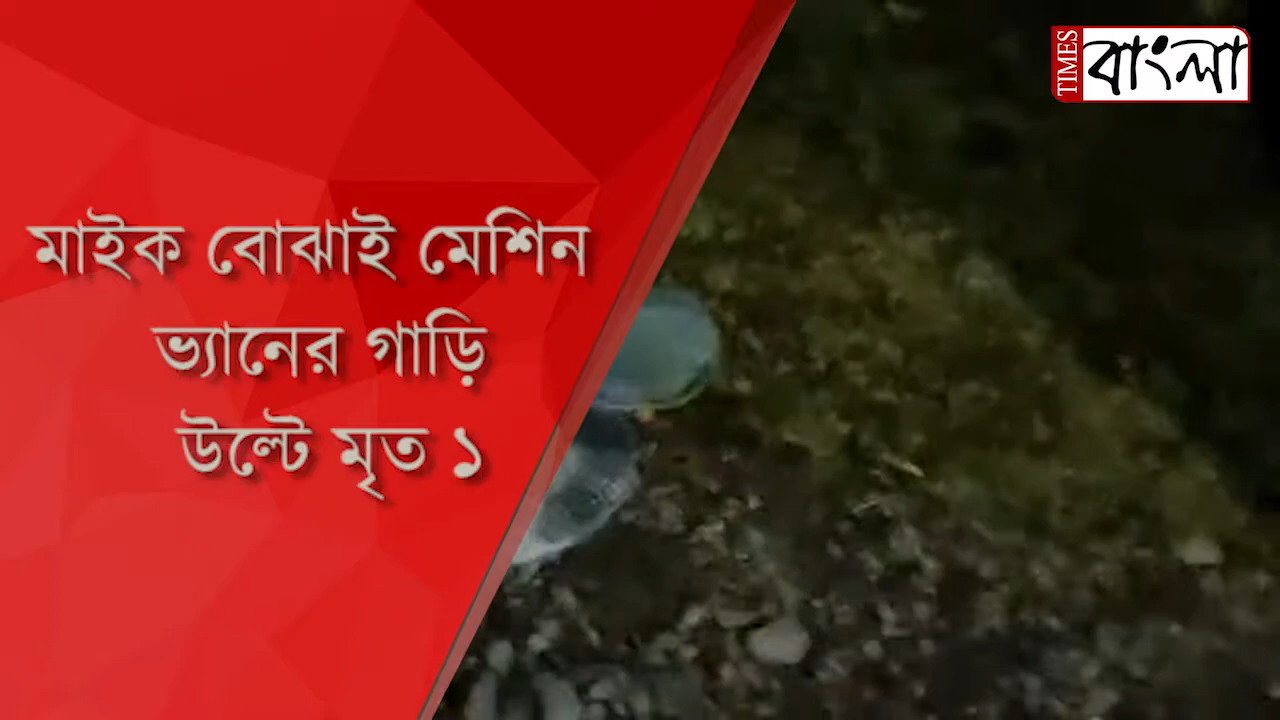 TIMES বাংলা
মাইক বোঝাই মেশিন
ভ্যানের গাড়ি
উল্টে মৃত ১